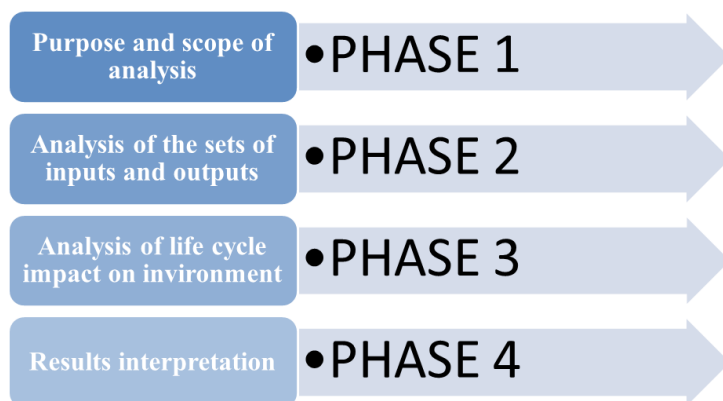 Purpose and scope of
analysis
•PHASE 1
Analysis of the sets of
inputs and outputs
•PHASE 2
Analysis of life cycle
impact on invironment
•PHASE 3
Results interpretation
•PHASE 4